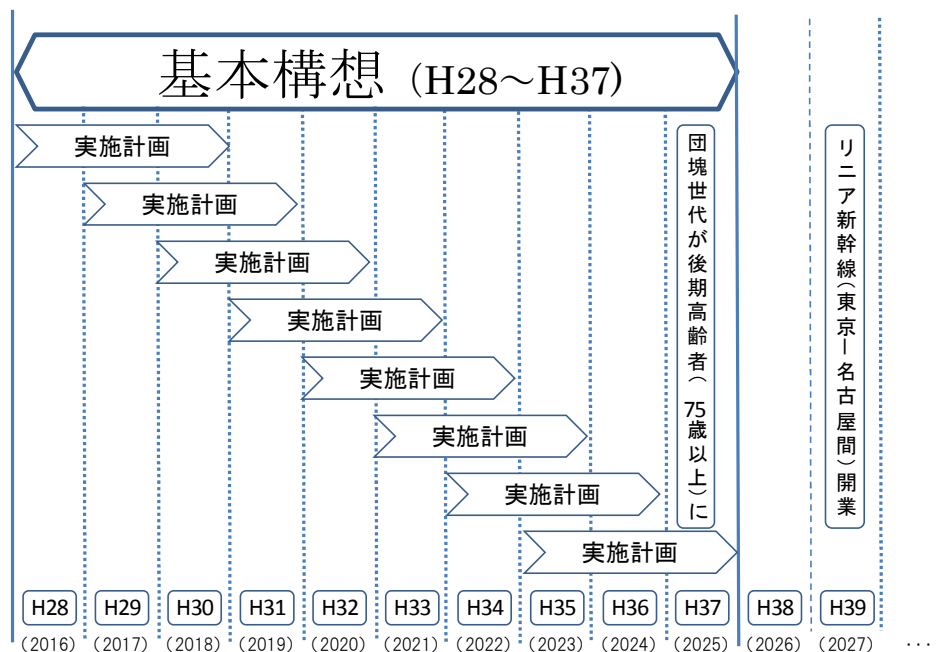 基本構想 (H28～H37)
実施計画
実施計画
実施計画
実施計画
実施計画
実施計画
実施計画
実施計画
団塊世代が後期高齢者（75歳以上）に
リニア新幹線（東京ー名古屋間）開業
H28 H29 H30 H31 H32 H33 H34 H35 H36 H37 H38 H39
（2016） （2017） （2018） （2019） （2020） （2021） （2022） （2023） （2024） （2025） （2026） （2027） ···